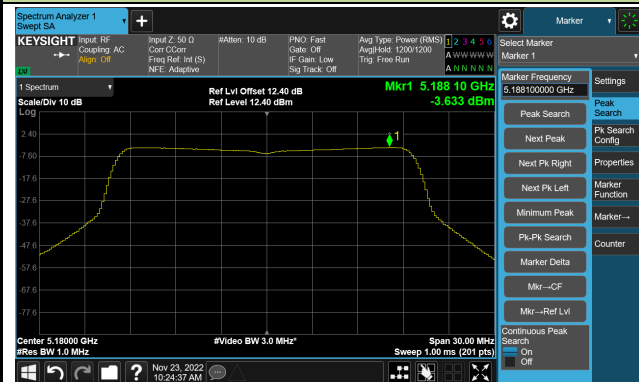 Spectrum Analyzer 1
Swept SA
Marker
KEYSIGHT
Input: RF
Coupling: AC
Align: Off
Input Z: 50 Ω
Corr CCorr
Freq Ref: Int (S)
NFE: Adaptive
#Atten: 10 dB
PNO: Fast
Gate: Off
IF Gain: Low
Sig Track: Off
Avg Type: Power (RMS)
Avg|Hold: 1200/1200
Trig: Free Run
1 2 3 4 5 6
A W W W W W
A N N N N N
Select Marker
Marker 1
1 Spectrum
Scale/Div 10 dB
Log
Ref Lvl Offset 12.40 dB
Ref Level 12.40 dBm
Mkr1 5.188 10 GHz
-3.633 dBm
1
2.40
-7.60
-17.6
-27.6
-37.6
-47.6
-57.6
-67.6
-77.6
Center 5.18000 GHz
#Res BW 1.0 MHz
#Video BW 3.0 MHz*
Span 30.00 MHz
Sweep 1.00 ms (201 pts)
Marker Frequency
5.188100000 GHz
Peak Search
Next Peak
Next Pk Right
Next Pk Left
Minimum Peak
Pk-Pk Search
Marker Delta
Mkr→CF
Mkr→Ref Lvl
Continuous Peak
Search
On
Off
Settings
Peak
Search
Pk Search
Config
Properties
Marker
Function
Marker→
Counter
?
Nov 23, 2022
10:24:37 AM